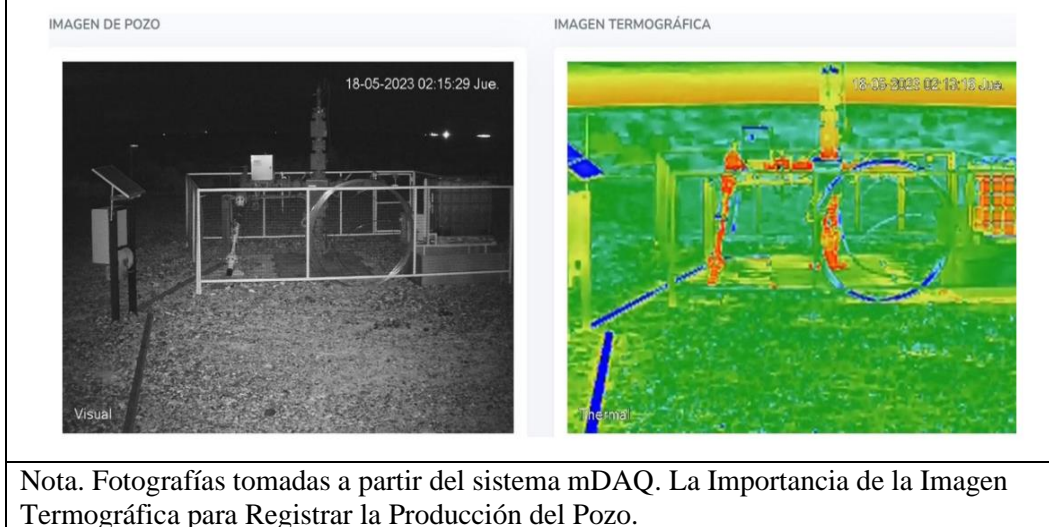 IMAGEN DE POZO
IMAGEN TERMOGRÁFICA
18-05-2023 02:15:29 Jue.
Visual
Thermal
Nota. Fotografías tomadas a partir del sistema mDAQ. La Importancia de la Imagen
Termográfica para Registrar la Producción del Pozo.